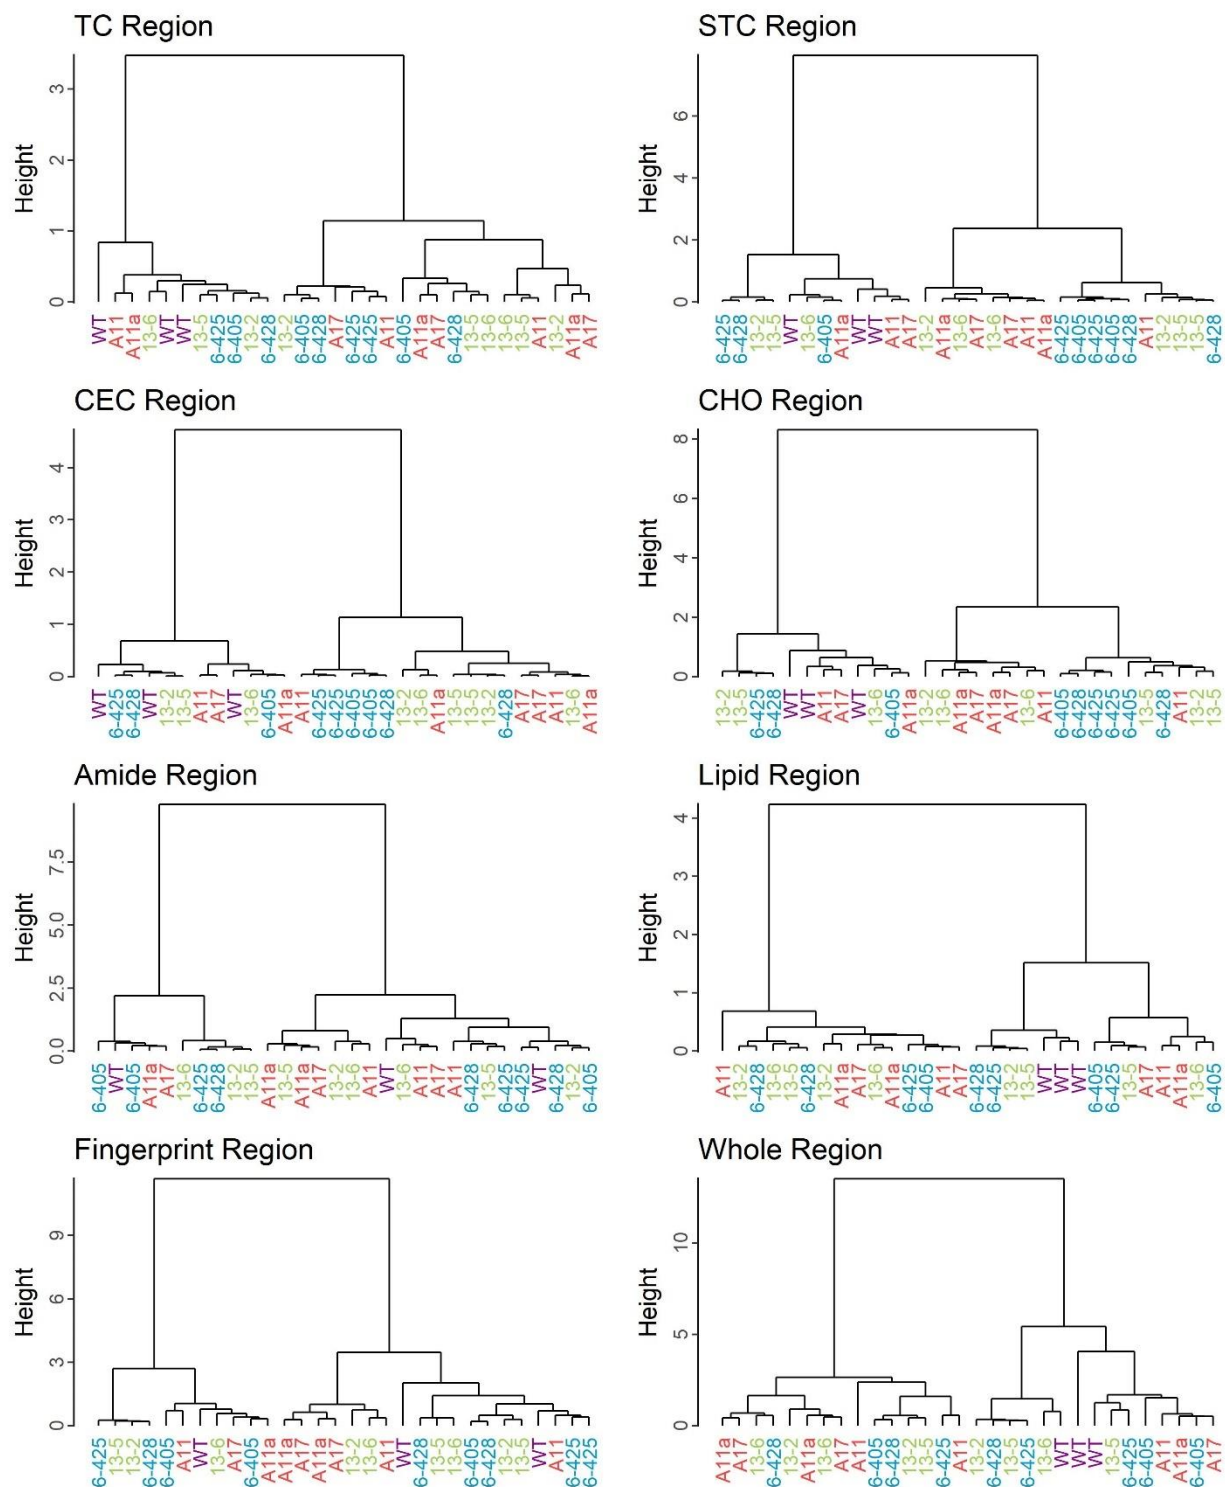 TC Region
Height
0 1 2 3
WT A11 A11a 13-6 WT WT 13-5 6-425 6-405 13-2 6-428 13-2 6-405 6-428 A17 6-425 6-425 A11 6-405 A11a A17 6-428 13-5 13-6 13-6 13-5 A11 13-2 A11a A17
STC Region
Height
0 2 4 6
6-425 6-428 13-2 13-5 WT 13-6 6-405 A11a WT WT A11 A17 13-2 A11a 13-6 A17 13-6 A17 A11 A11a 6-425 6-405 6-425 6-405 6-428 A11 13-2 13-5 13-5 6-428
CEC Region
Height
0 1 2 3 4
WT 6-425 6-428 WT 13-2 13-5 A11 A17 WT 13-6 6-405 A11a A11 6-425 6-425 6-405 6-405 6-428 13-2 13-6 A11a 13-5 13-5 13-2 6-428 A17 A17 A11 13-6 A11a
CHO Region
Height
0 2 4 6 8
13-2 13-5 6-425 6-428 WT WT A11 A17 WT 13-6 6-405 A11a 13-2 13-6 A11a A17 A11a A17 13-6 A11 6-405 6-428 6-425 6-425 6-405 13-5 6-428 A11 13-2 13-5
Amide Region
Height
0.0 2.5 5.0 7.5
6-405 WT 6-405 A11a A17 13-6 6-425 6-428 13-2 13-5 A11a 13-5 A11a A17 13-2 13-6 A11 WT 13-6 A17 A11 A11 6-428 13-5 6-425 6-425 WT 6-428 13-2 6-405
Lipid Region
Height
0 1 2 3 4
A11 13-2 6-428 13-6 13-5 6-428 13-2 A11a A17 13-6 A11a 6-425 6-405 A11 A17 6-428 6-425 13-2 13-5 WT WT WT 6-405 6-425 13-5 A17 A11 A11a 13-6 6-405
Fingerprint Region
Height
0 3 6 9
6-425 13-5 13-2 6-428 6-405 A11 WT 13-6 A17 6-405 A11a A11a A17 A11a A17 13-2 13-6 A11 WT 6-428 13-5 13-6 6-405 6-428 13-2 13-5 WT A11 6-425 6-425
Whole Region
Height
0 5 10
A11a A17 13-6 6-428 13-2 A11a 13-6 A17 A11 6-405 6-428 13-2 13-5 6-425 A11 13-2 6-428 13-5 6-425 13-6 WT WT WT 13-5 6-425 6-405 A11 A11a 6-405 A17